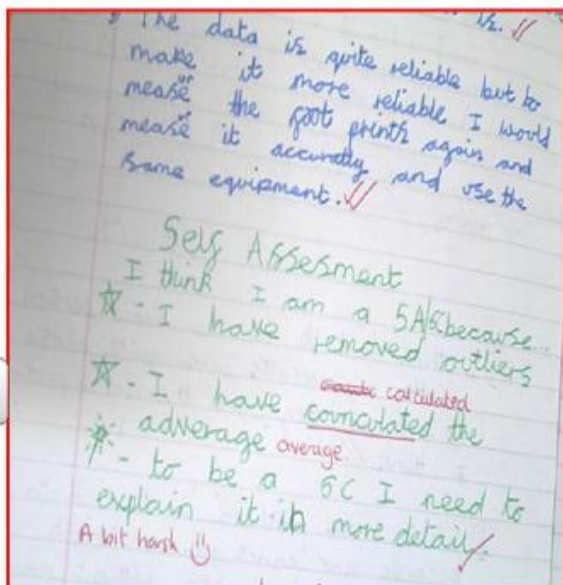 The data is quite reliable but to
make it more reliable I would
measure the foot prints again and
measure it accuratly and use the
same equipment.
Self Assesment
I think I am a 5A/6 because...
- I have removed outliers
calculated
- I have counculated the
adverage average
- to be a 6C I need to
explain it in more detail.
A bit harsh